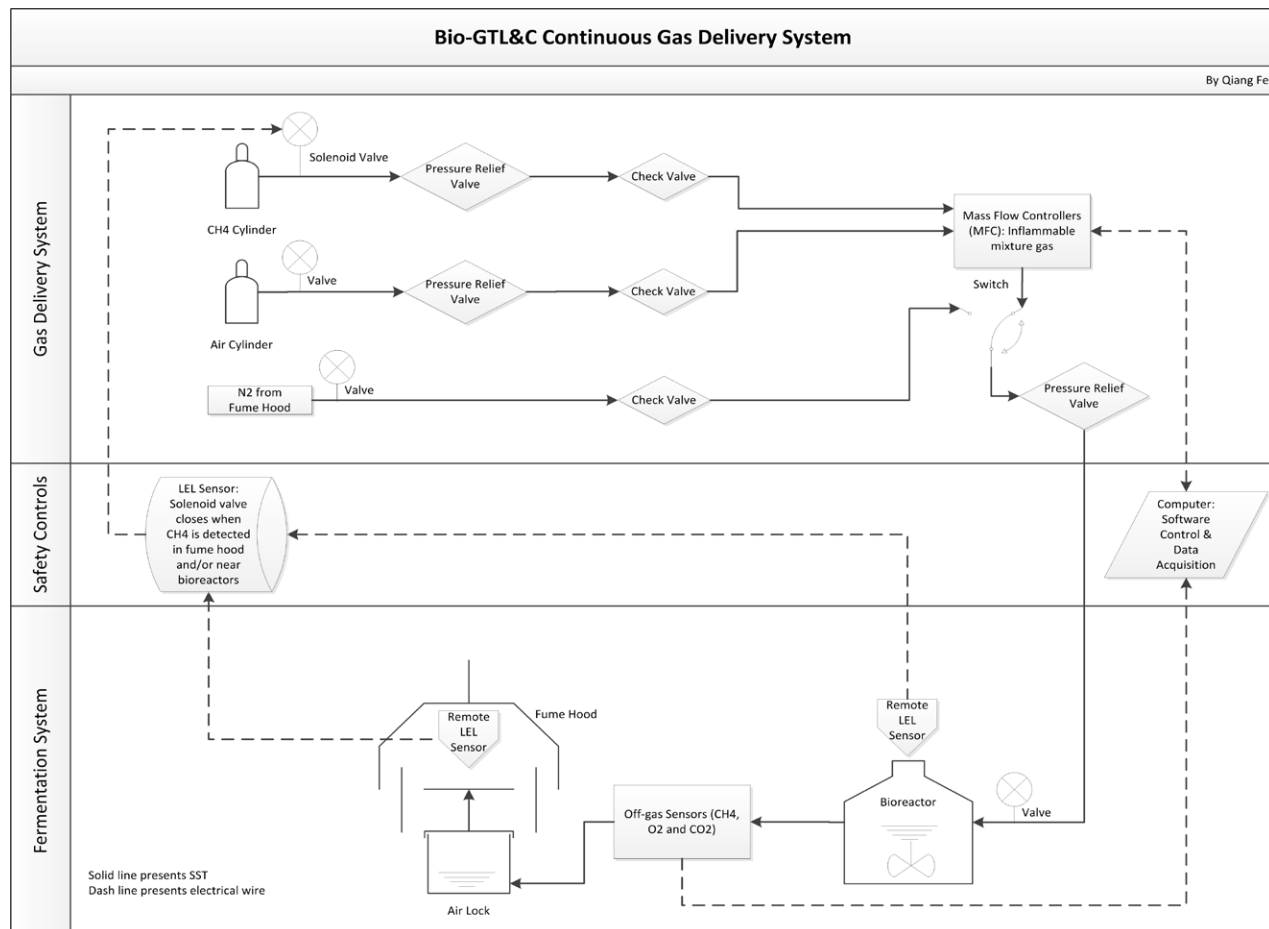 Bio-GTL&C Continuous Gas Delivery System
By Qiang Fe
Gas Delivery System
Solenoid Valve
CH4 Cylinder
Pressure Relief
Valve
Check Valve
Mass Flow Controllers
(MFC): Inflammable
mixture gas
Valve
Air Cylinder
Pressure Relief
Valve
Check Valve
Switch
N2 from
Fume Hood
Valve
Check Valve
Pressure Relief
Valve
Safety Controls
LEL Sensor:
Solenoid valve
closes when
CH4 is detected
in fume hood
and/or near
bioreactors
Computer:
Software
Control &
Data
Acquisition
Fermentation System
Fume Hood
Remote
LEL
Sensor
Air Lock
Off-gas Sensors (CH4,
O2 and CO2)
Remote
LEL
Sensor
Bioreactor
Valve
Solid line presents SST
Dash line presents electrical wire